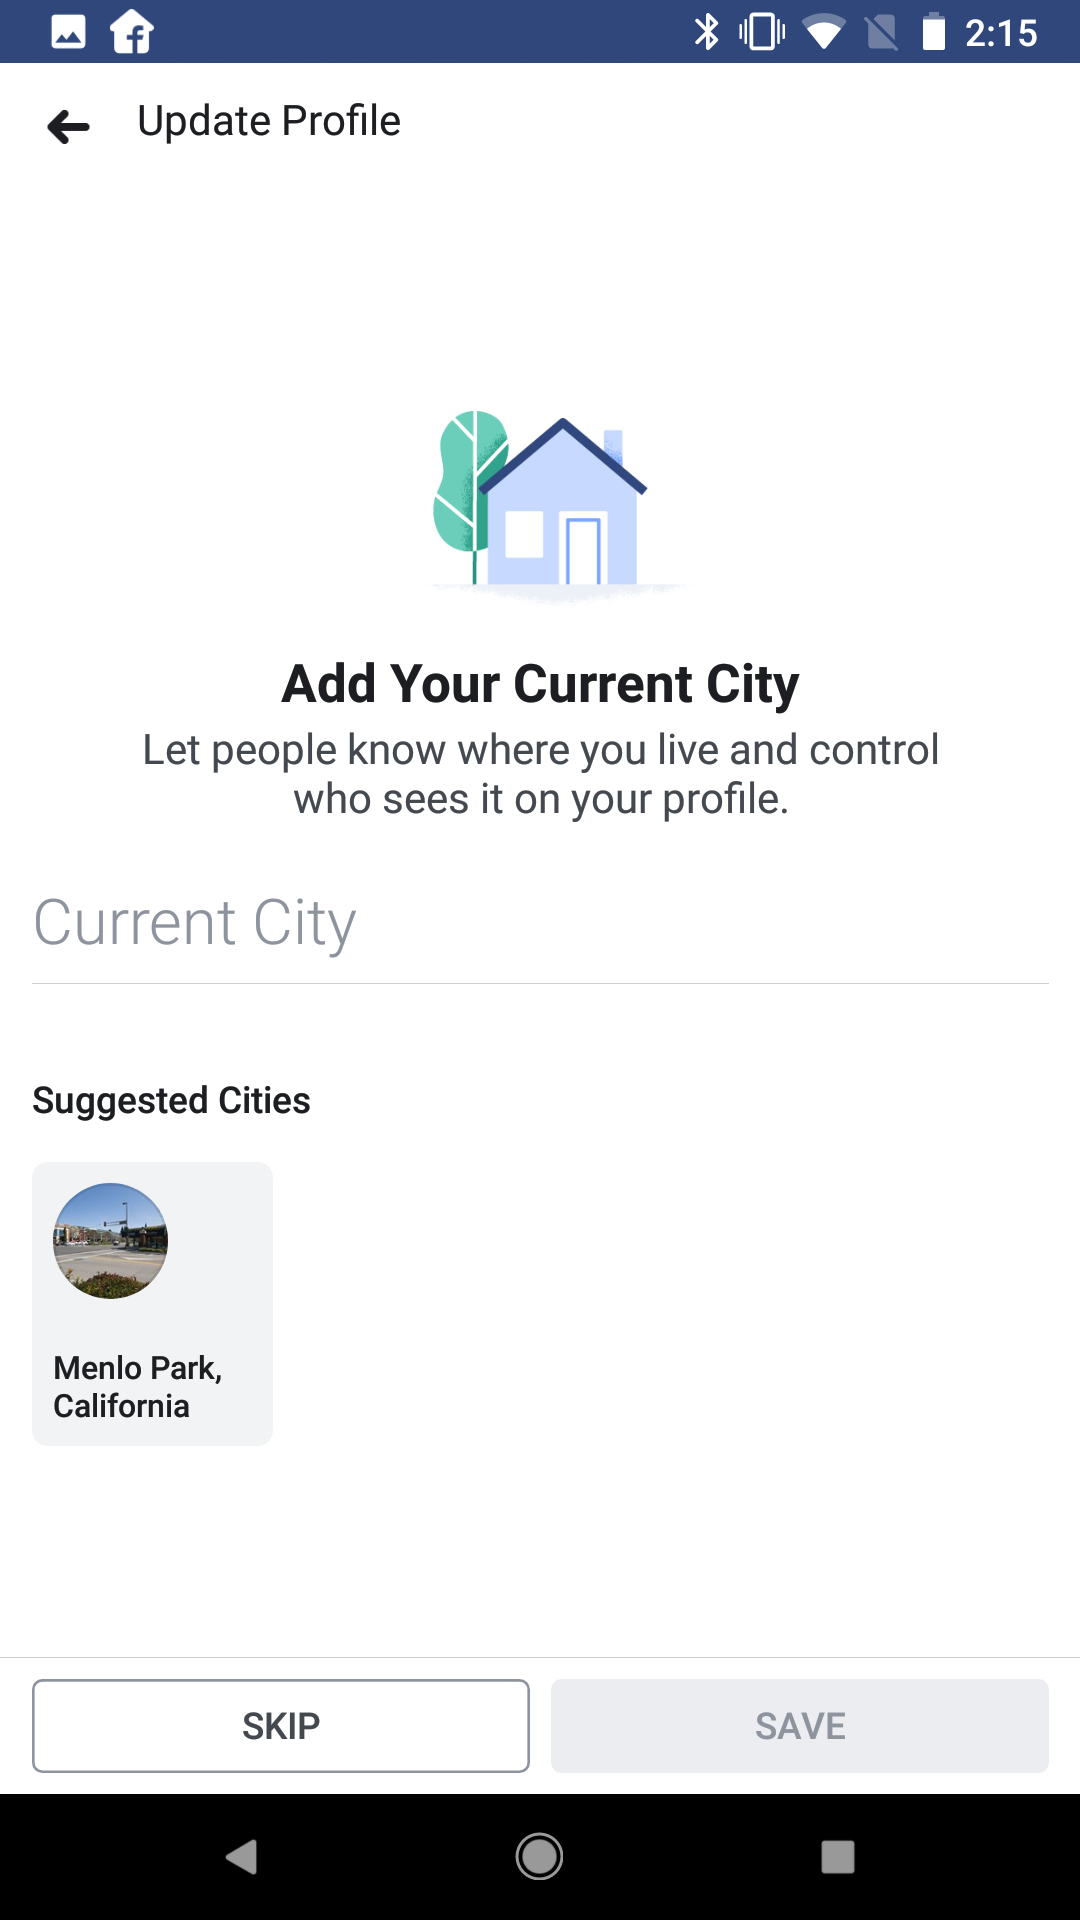 2:15
Update Profile
Add Your Current City
Let people know where you live and control
who sees it on your profile.
Current City
Suggested Cities
Menlo Park,
California
SKIP
SAVE